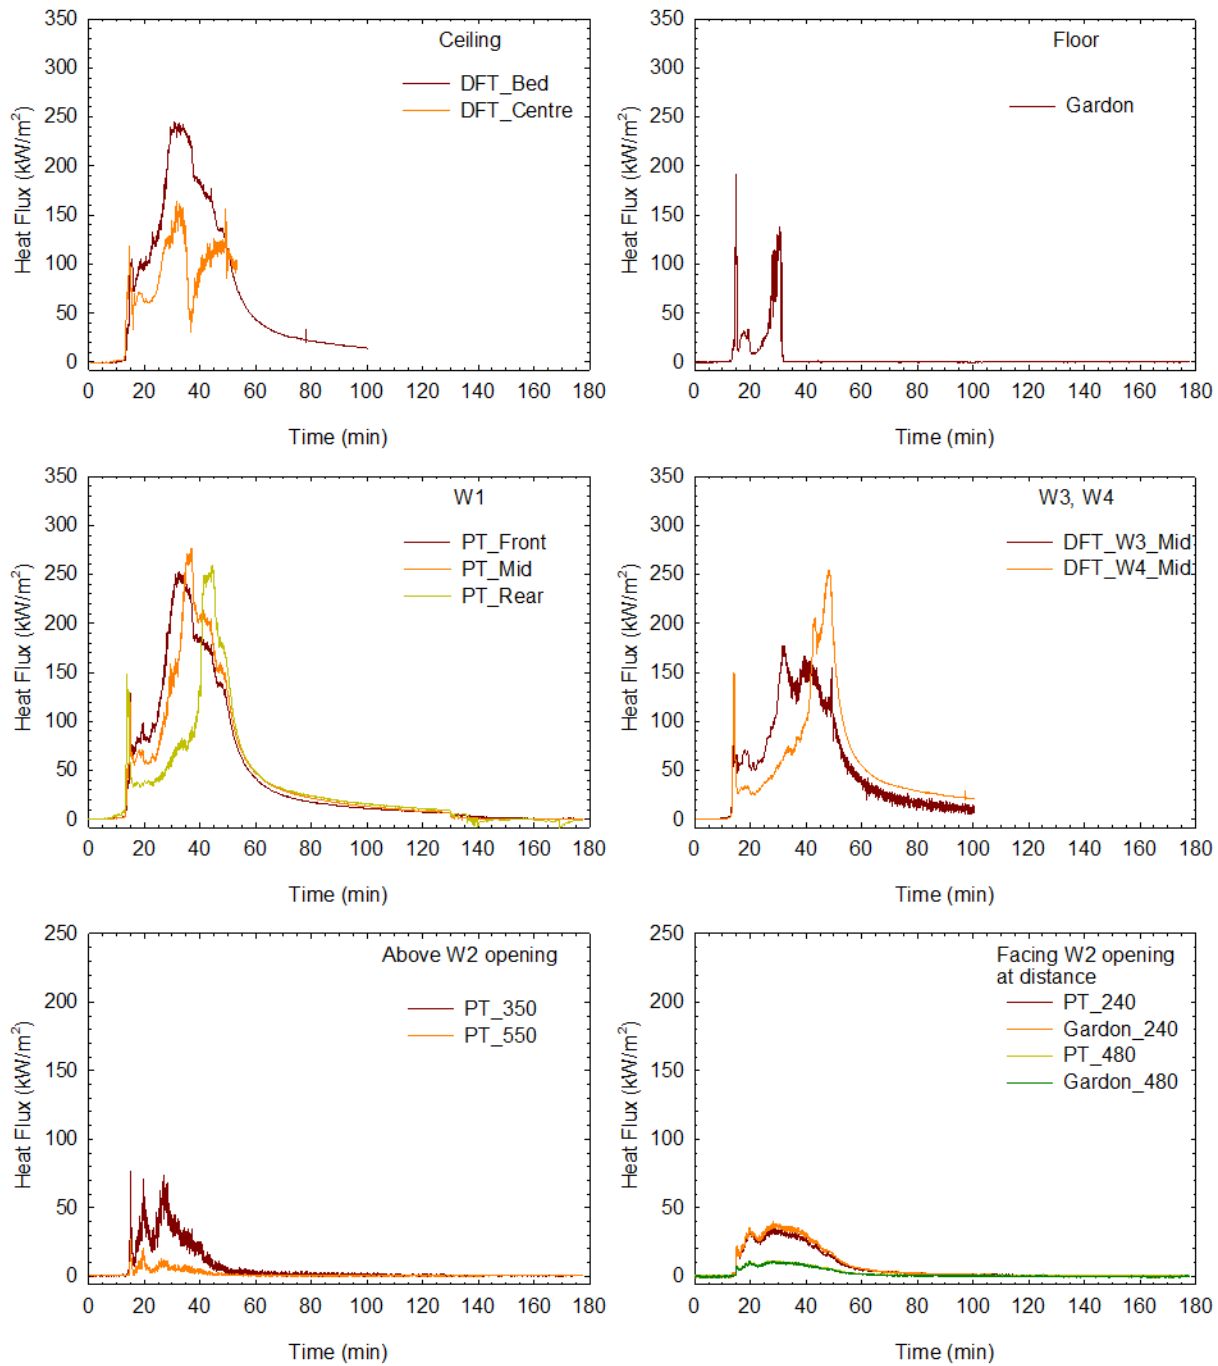 350
300
250
200
150
100
50
0
Heat Flux (kW/m²)
Ceiling
DFT_Bed
DFT_Centre
0 20 40 60 80 100 120 140 160 180
Time (min)
350
300
250
200
150
100
50
0
Heat Flux (kW/m²)
Floor
Gardon
0 20 40 60 80 100 120 140 160 180
Time (min)
350
300
250
200
150
100
50
0
Heat Flux (kW/m²)
W1
PT_Front
PT_Mid
PT_Rear
0 20 40 60 80 100 120 140 160 180
Time (min)
350
300
250
200
150
100
50
0
Heat Flux (kW/m²)
W3, W4
DFT_W3_Mid
DFT_W4_Mid
0 20 40 60 80 100 120 140 160 180
Time (min)
250
200
150
100
50
0
Heat Flux (kW/m²)
Above W2 opening
PT_350
PT_550
0 20 40 60 80 100 120 140 160 180
Time (min)
250
200
150
100
50
0
Heat Flux (kW/m²)
Facing W2 opening
at distance
PT_240
Gardon_240
PT_480
Gardon_480
0 20 40 60 80 100 120 140 160 180
Time (min)